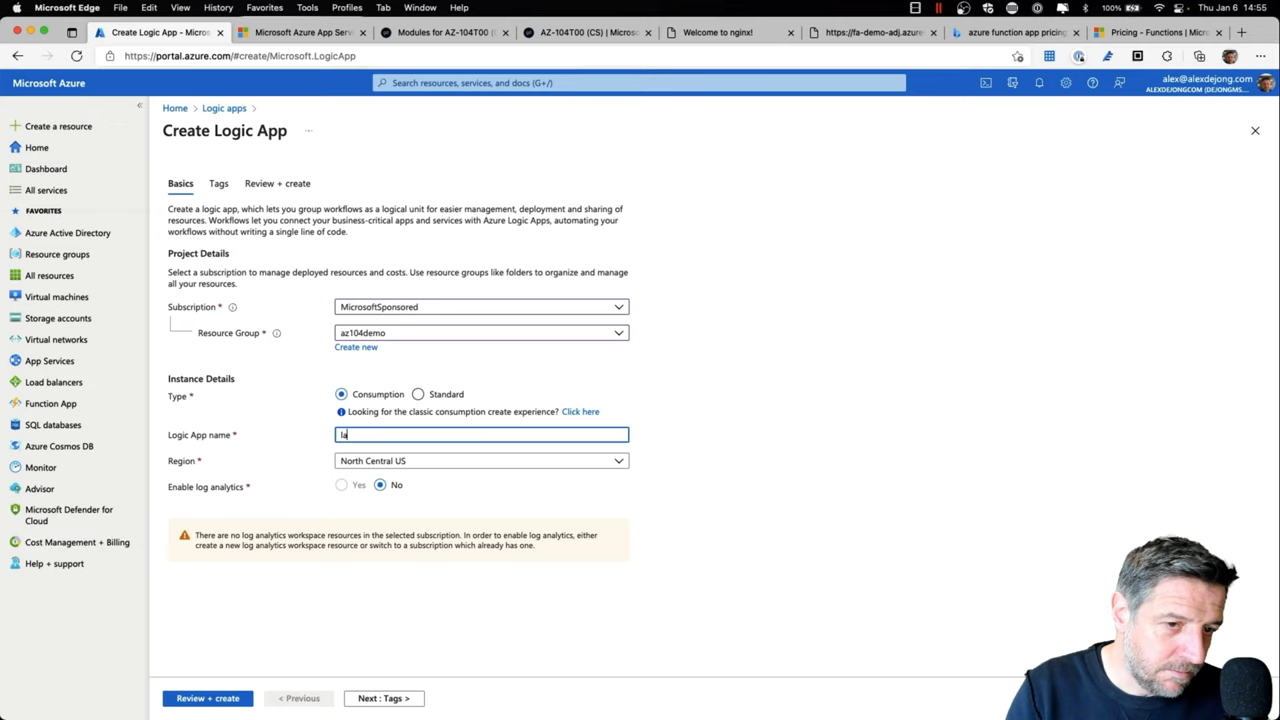 Microsoft Edge File Edit View History Favorites Tools Profiles Tab Window Help 100% Fri 14 Jan 14:55
Create Logic App - Micros Microsoft Azure App Serv Modules for AZ-104T00 ( AZ-104T00 (CS) | Microsof Welcome to nginx! https://fa-demo-adj.azure azure function app pricing Pricing - Functions | Micr
https://portal.azure.com/#create/Microsoft.LogicApp
Microsoft Azure Search resources, services, and docs (G+/) alex@alexdejong.com
ALEXDEJONGCOM (DEJONGMS....
«
Home > Logic apps >
Create Logic App ...
Create a resource
Home
Dashboard
All services
FAVORITES
Azure Active Directory
Resource groups
All resources
Virtual machines
Storage accounts
Virtual networks
App Services
Load balancers
Function App
SQL databases
Azure Cosmos DB
Monitor
Advisor
Microsoft Defender for
Cloud
Cost Management + Billing
Help + support
Basics Tags Review + create
Create a logic app, which lets you group workflows as a logical unit for easier management, deployment and sharing of
resources. Workflows let you connect your business-critical apps and services with Azure Logic Apps, automating your
workflows without writing a single line of code.
Project Details
Select a subscription to manage deployed resources and costs. Use resource groups like folders to organize and manage
all your resources.
Subscription * MicrosoftSponsored
Resource Group * az104demo
Create new
Instance Details
Type * Consumption Standard
Looking for the classic consumption create experience? Click here
Logic App name * la
Region * North Central US
Enable log analytics * Yes No
There are no log analytics workspace resources in the selected subscription. In order to enable log analytics, either
create a new log analytics workspace resource or switch to a subscription which already has one.
Review + create < Previous Next : Tags >